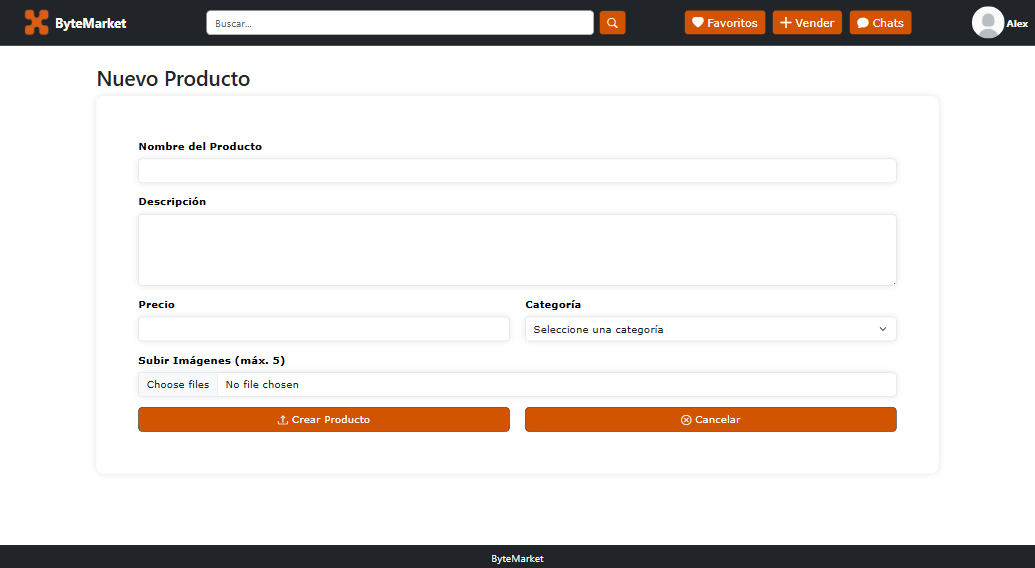 ByteMarket
Buscar...
Favoritos
Vender
Chats
Alex
Nuevo Producto
Nombre del Producto
Descripción
Precio
Categoría
Seleccione una categoría
Subir Imágenes (máx. 5)
Choose files No file chosen
Crear Producto
Cancelar
ByteMarket